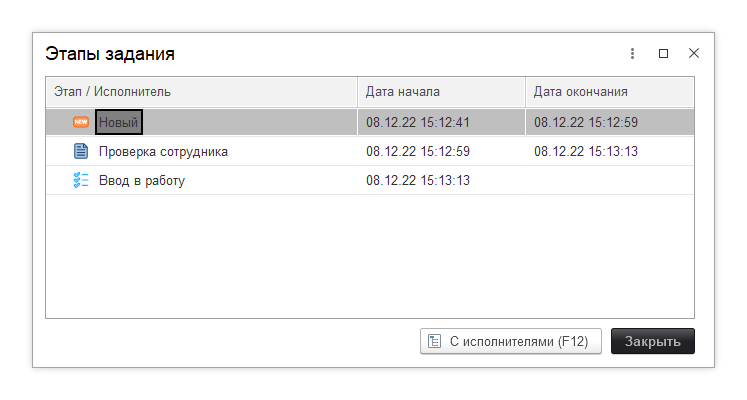 Этапы задания
Этап / Исполнитель Дата начала Дата окончания
NEW Новый 08.12.22 15:12:41 08.12.22 15:12:59
Проверка сотрудника 08.12.22 15:12:59 08.12.22 15:13:13
Ввод в работу 08.12.22 15:13:13
С исполнителями (F12) Закрыть